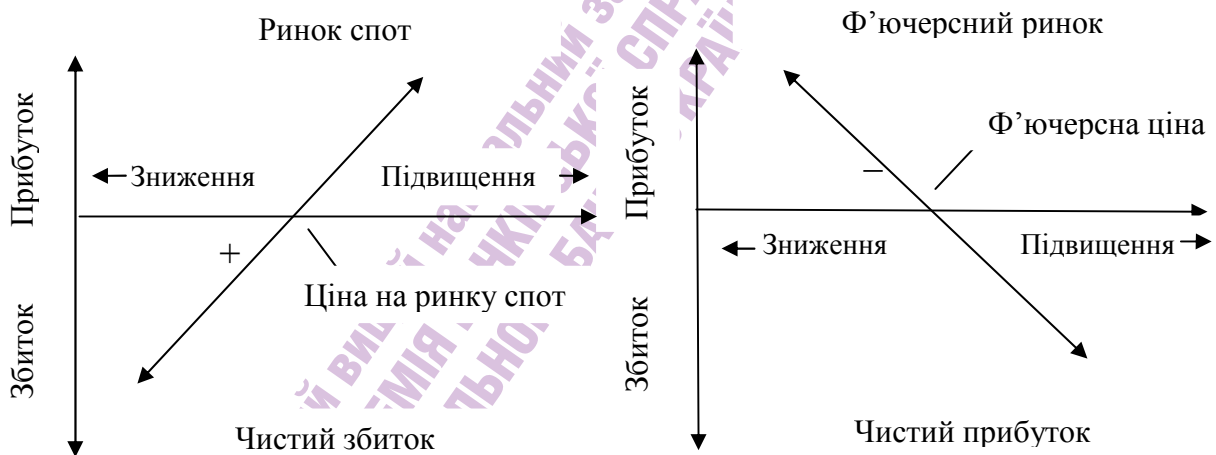 Ринок спот
Прибуток
Збиток
Зниження
Підвищення
+
Ціна на ринку спот
Чистий збиток
Ф’ючерсний ринок
Прибуток
Збиток
Ф’ючерсна ціна
–
Зниження
Підвищення
Чистий прибуток